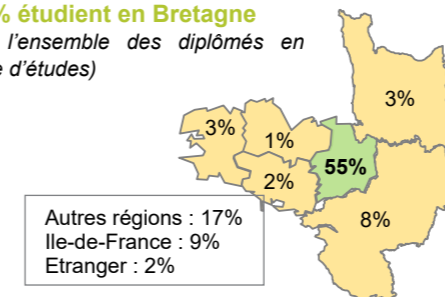 % étudient en Bretagne
l'ensemble des diplômés en
d'études)
3%
3%
1%
55%
2%
8%
Autres régions : 17%
Ile-de-France : 9%
Etranger : 2%